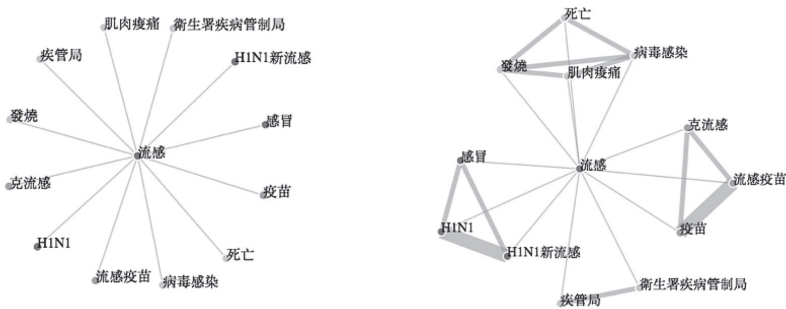 肌肉痠痛
衛生署疾病管制局
疾管局
H1N1新流感
發燒
感冒
流感
克流感
疫苗
H1N1
死亡
流感疫苗
病毒感染
死亡
病毒感染
發燒
肌肉痠痛
克流感
感冒
流感
流感疫苗
H1N1
疫苗
H1N1新流感
衛生署疾病管制局
疾管局